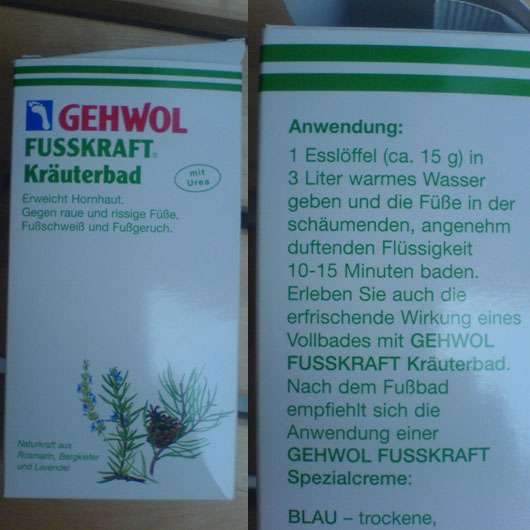 GEHWOL
FUSSKRAFT®
Kräuterbad
mit
Urea
Erweicht Hornhaut.
Gegen raue und rissige Füße,
Fußschweiß und Fußgeruch.
Naturkraft aus
Rosmarin, Bergkiefer
und Lavendel
Anwendung:
1 Esslöffel (ca. 15 g) in
3 Liter warmes Wasser
geben und die Füße in der
schäumenden, angenehm
duftenden Flüssigkeit
10-15 Minuten baden.
Erleben Sie auch die
erfrischende Wirkung eines
Vollbades mit GEHWOL
FUSSKRAFT Kräuterbad.
Nach dem Fußbad
empfiehlt sich die
Anwendung einer
GEHWOL FUSSKRAFT
Spezialcreme:
BLAU – trockene,